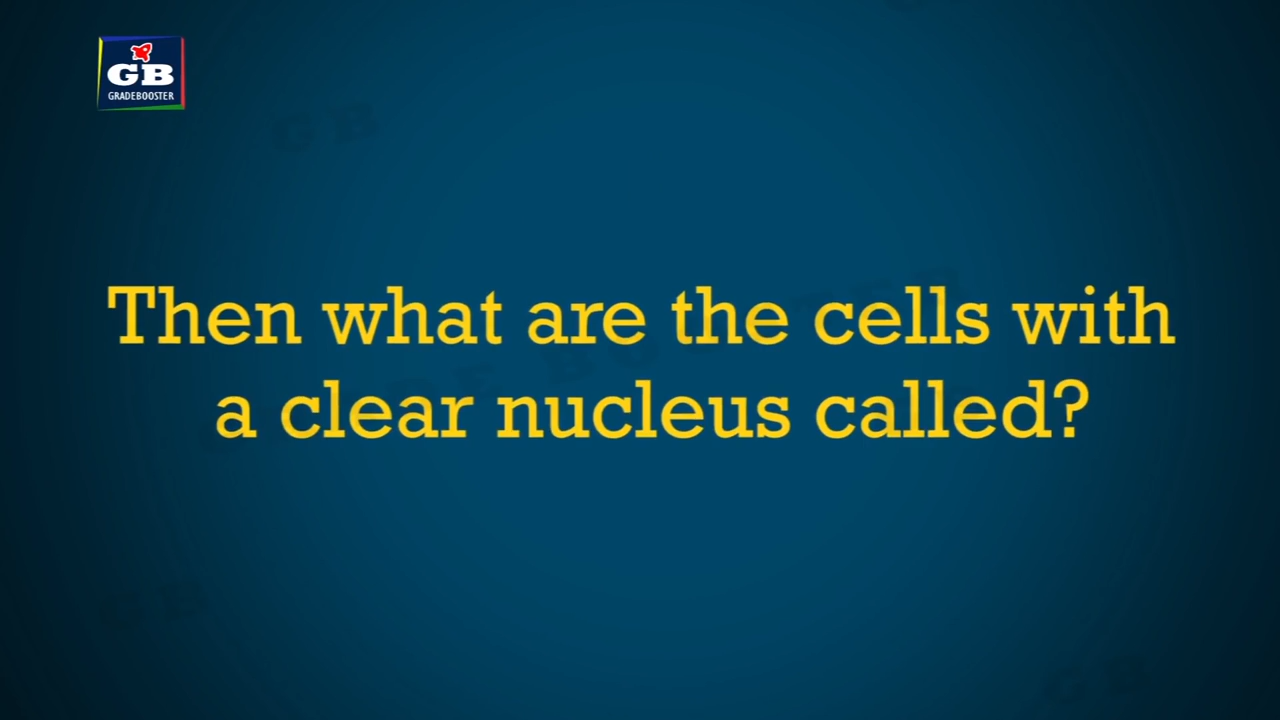 GB
GRADEBOOSTER
Then what are the cells with
a clear nucleus called?